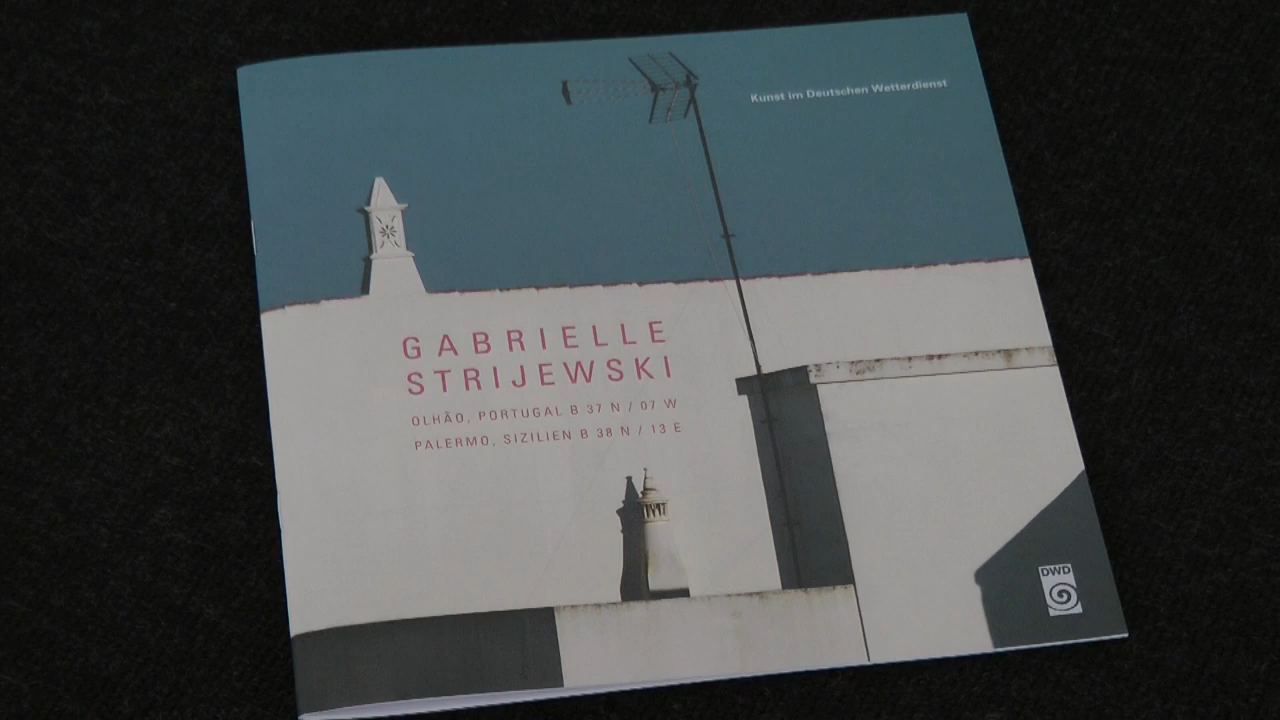 Kunst im Deutschen Wetterdienst
GABRIELLE
STRIJEWSKI
OLHÃO, PORTUGAL B 37 N / 07 W
PALERMO, SIZILIEN B 38 N / 13 E
DWD